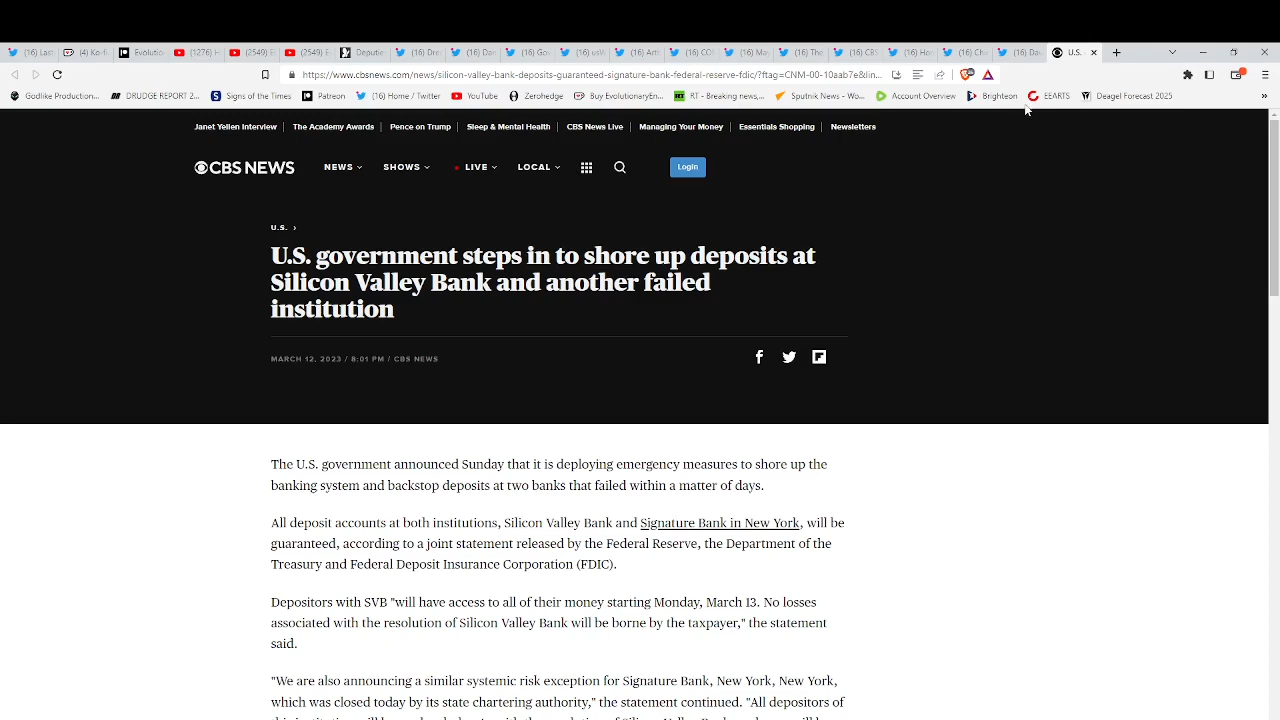 (16) Las
(4) Ko-fi
Evolution
(1276) H
(2549) E
(2549) E
Deputie
(16) Dre
(16) Dav
(16) Gov
(16) usW
(16) Art
(16) CO
(16) Ma
(16) The
(16) CBS
(16) Hor
(16) Che
(16) Dav
U.S.
https://www.cbsnews.com/news/silicon-valley-bank-deposits-guaranteed-signature-bank-federal-reserve-fdic/?ftag=CNM-00-10aab7e&lin...
Godlike Production...
DRUDGE REPORT 2...
Signs of the Times
Patreon
(16) Home / Twitter
YouTube
Zerohedge
Buy EvolutionaryEn...
RT - Breaking news,...
Sputnik News - Wo...
Account Overview
Brighteon
EEARTS
Deagel Forecast 2025
»
Janet Yellen Interview
The Academy Awards
Pence on Trump
Sleep & Mental Health
CBS News Live
Managing Your Money
Essentials Shopping
Newsletters
CBS NEWS
NEWS
SHOWS
LIVE
LOCAL
Login
U.S. ›
U.S. government steps in to shore up deposits at
Silicon Valley Bank and another failed
institution
MARCH 12, 2023 / 8:01 PM / CBS NEWS
The U.S. government announced Sunday that it is deploying emergency measures to shore up the
banking system and backstop deposits at two banks that failed within a matter of days.
All deposit accounts at both institutions, Silicon Valley Bank and Signature Bank in New York, will be
guaranteed, according to a joint statement released by the Federal Reserve, the Department of the
Treasury and Federal Deposit Insurance Corporation (FDIC).
Depositors with SVB "will have access to all of their money starting Monday, March 13. No losses
associated with the resolution of Silicon Valley Bank will be borne by the taxpayer," the statement
said.
"We are also announcing a similar systemic risk exception for Signature Bank, New York, New York,
which was closed today by its state chartering authority," the statement continued. "All depositors of